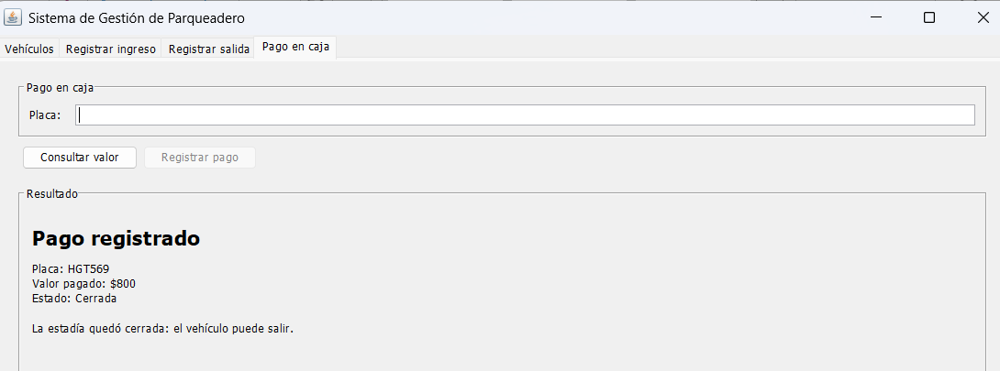 Sistema de Gestión de Parqueadero
Vehículos Registrar ingreso Registrar salida Pago en caja
Pago en caja
Placa:
Consultar valor Registrar pago
Resultado
Pago registrado
Placa: HGT569
Valor pagado: $800
Estado: Cerrada
La estadía quedó cerrada: el vehículo puede salir.